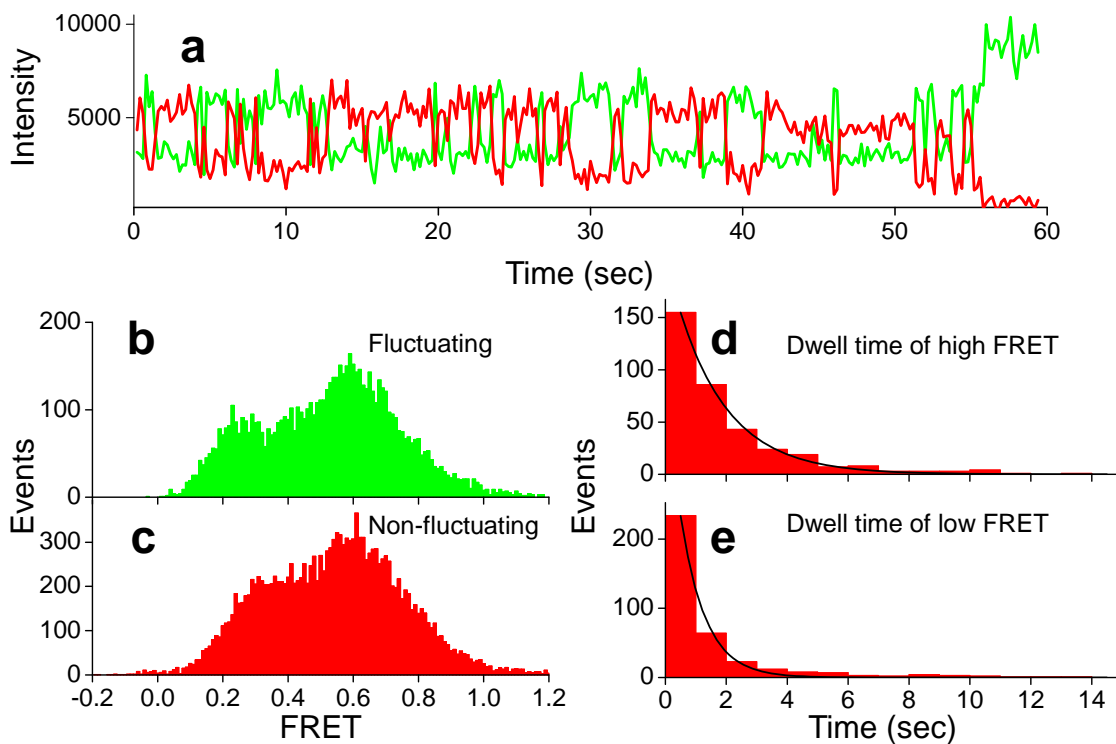 a
10000
5000
Intensity
0 10 20 30 40 50 60
Time (sec)
b
Fluctuating
200
100
0
c
Non-fluctuating
300
200
100
0
Events
-0.2 0.0 0.2 0.4 0.6 0.8 1.0 1.2
FRET
d
Dwell time of high FRET
150
100
50
0
e
Dwell time of low FRET
200
100
0
Events
0 2 4 6 8 10 12 14
Time (sec)